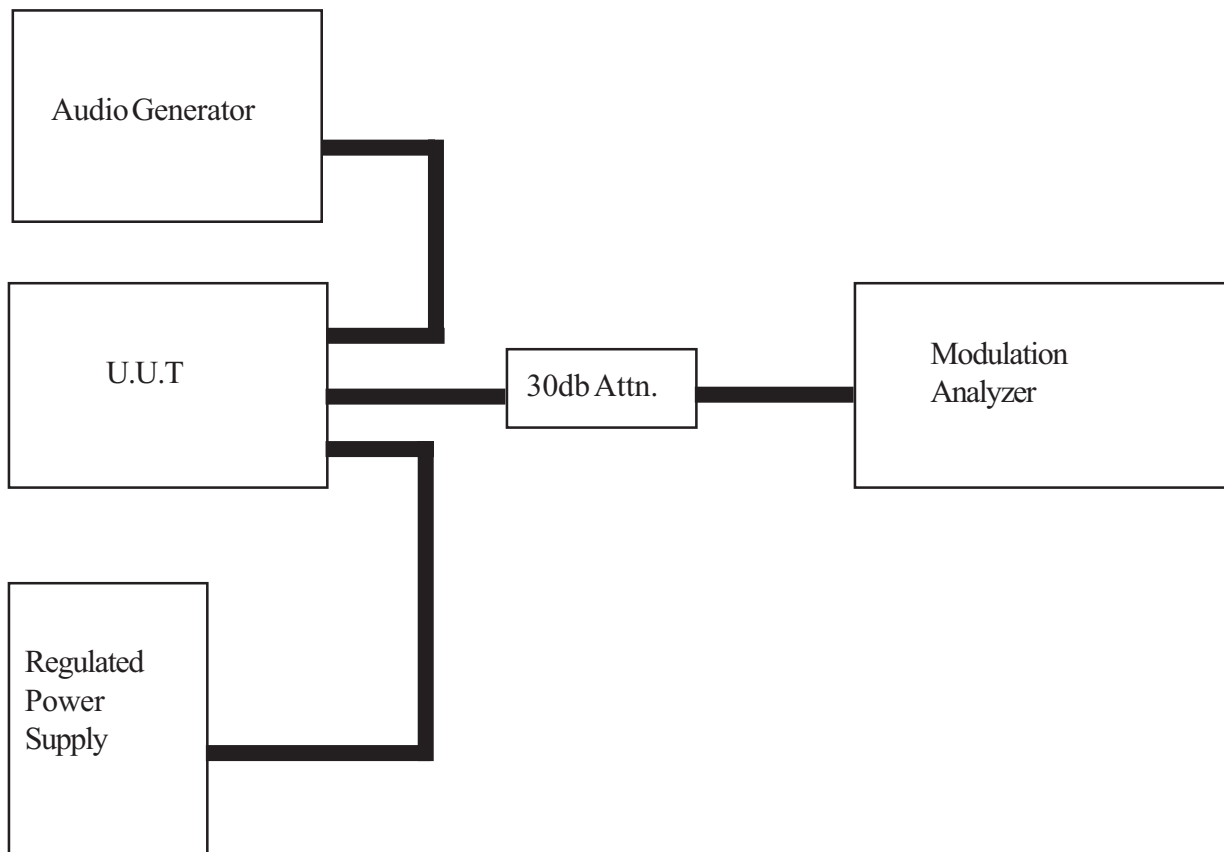 Audio Generator
U.U.T
30db Attn.
Modulation
Analyzer
Regulated
Power
Supply